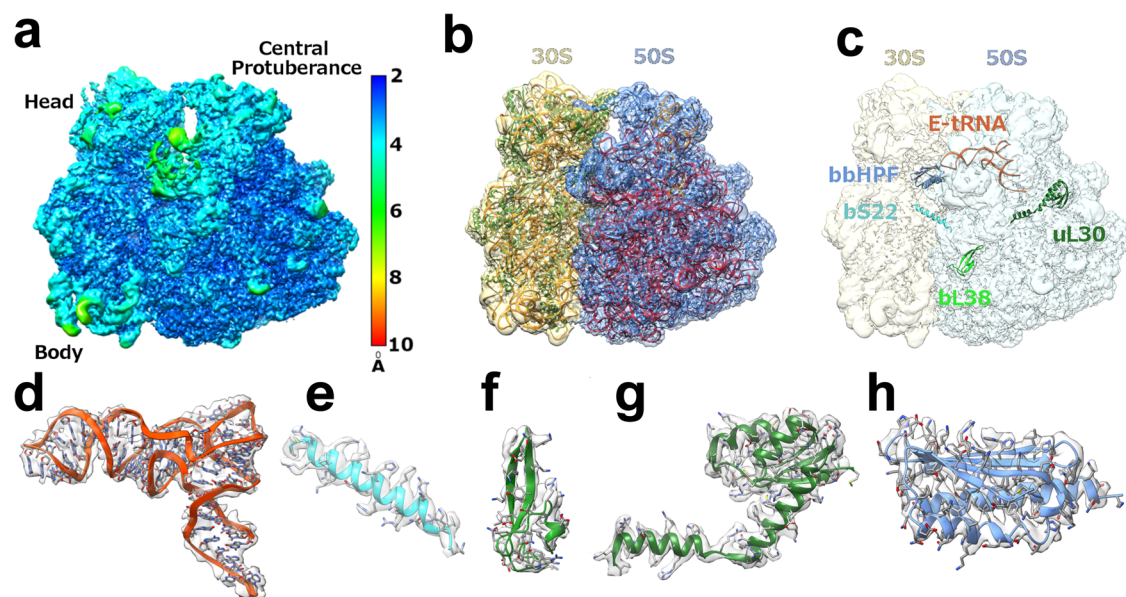 a
Central
Protuberance
Head
2
4
6
8
10
Å
Body
b
30S 50S
c
30S 50S
E-tRNA
bbHPF
bS22
uL30
bL38
d
e
f
g
h